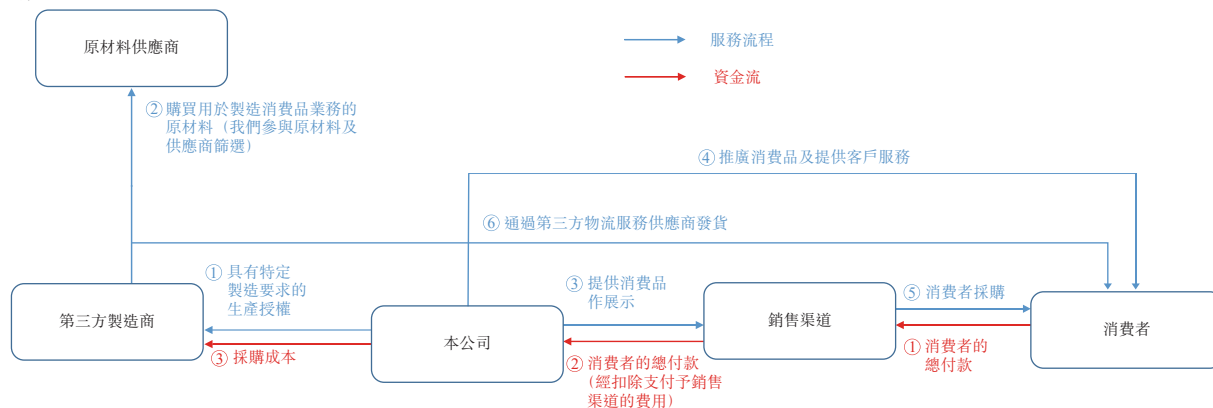 原材料供應商
服務流程
資金流
②購買用於製造消費品業務的
原材料（我們參與原材料及
供應商篩選）
④推廣消費品及提供客戶服務
⑥通過第三方物流服務供應商發貨
①具有特定
製造要求的
生產授權
③提供消費品
作展示
⑤消費者採購
第三方製造商
本公司
銷售渠道
消費者
③採購成本
②消費者的總付款
(經扣除支付予銷售
渠道的費用)
①消費者的
總付款